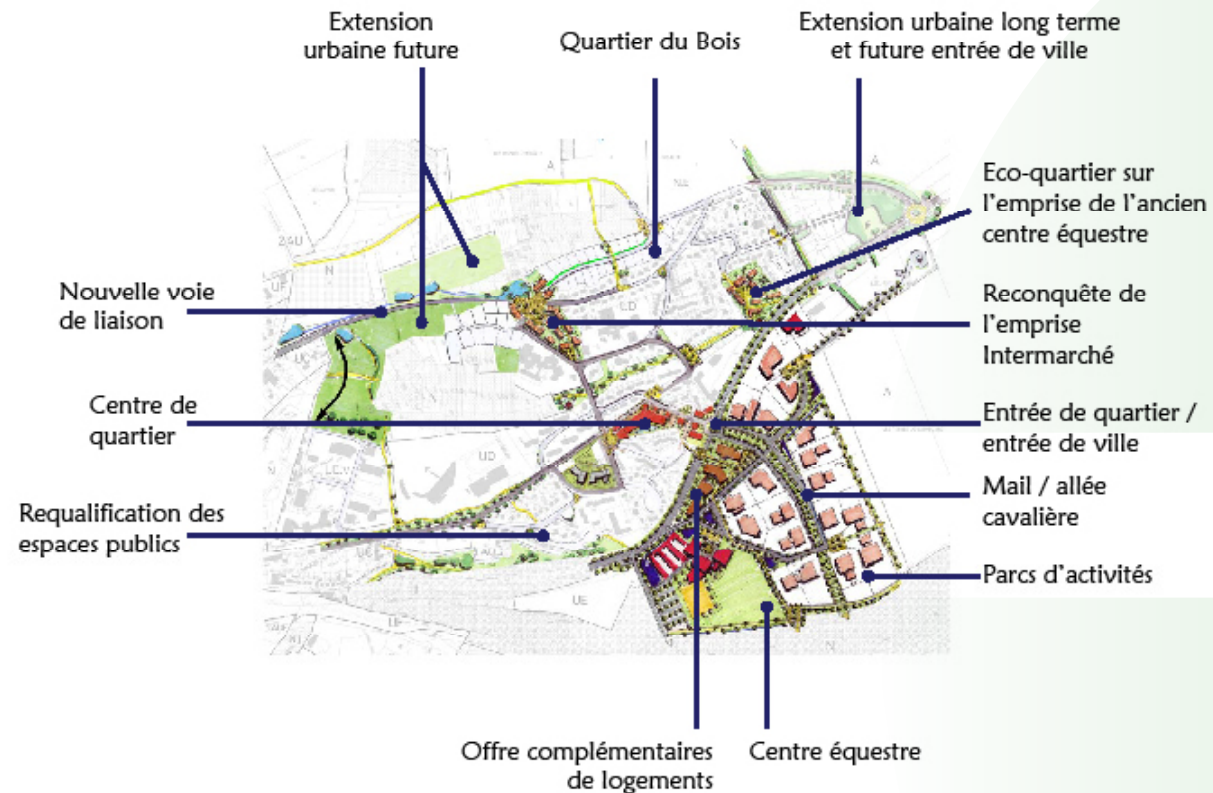 Extension
urbaine future
Quartier du Bois
Extension urbaine long terme
et future entrée de ville
Eco-quartier sur
l'emprise de l'ancien
centre équestre
Nouvelle voie
de liaison
Reconquête de
l'emprise
Intermarché
Centre de
quartier
Entrée de quartier /
entrée de ville
Mail / allée
cavalière
Requalification des
espaces publics
Parcs d'activités
Offre complémentaires
de logements
Centre équestre
A
A
N
UD
UE
N